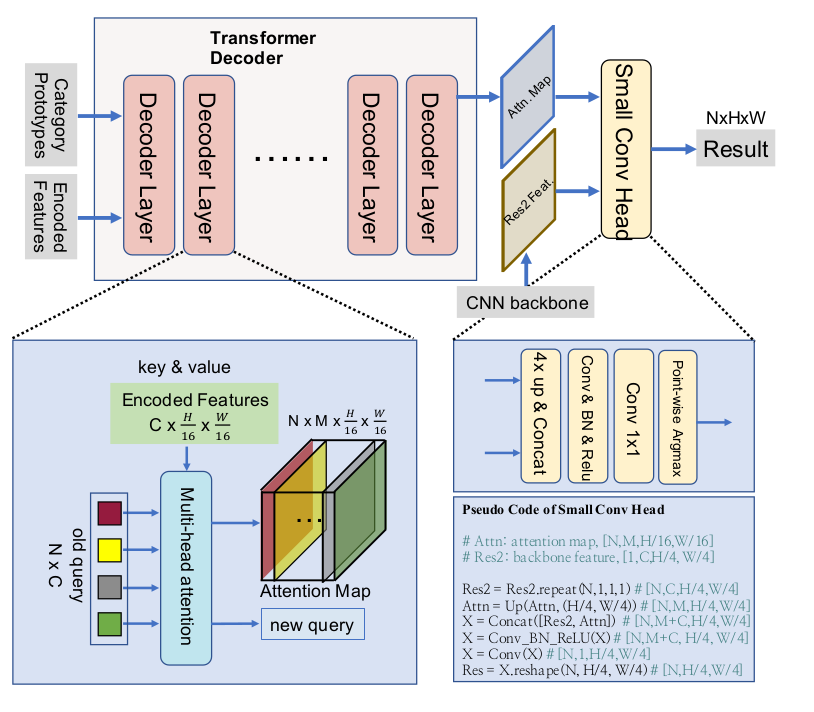 Transformer
Decoder
Category
Prototypes
Encoded
Features
Decoder Layer
Decoder Layer
......
Decoder Layer
Decoder Layer
Attn. Map
Res2 Feat.
CNN backbone
Small Conv Head
NxHxW
Result
key & value
Encoded Features
C x H/16 x W/16
N x M x H/16 x W/16
old query
N x C
Multi-head attention
...
Attention Map
new query
4x up & Concat
Conv & BN & Relu
Conv 1x1
Point-wise Argmax
Pseudo Code of Small Conv Head
# Attn: attention map, [N,M,H/16,W/16]
# Res2: backbone feature, [1,C,H/4, W/4]
Res2 = Res2.repeat(N,1,1,1) # [N,C,H/4,W/4]
Attn = Up(Attn, (H/4, W/4)) # [N,M,H/4,W/4]
X = Concat([Res2, Attn]) # [N,M+C,H/4,W/4]
X = Conv_BN_ReLU(X) # [N,M+C, H/4, W/4]
X = Conv(X) # [N,1,H/4,W/4]
Res = X.reshape(N, H/4, W/4) # [N,H/4,W/4]